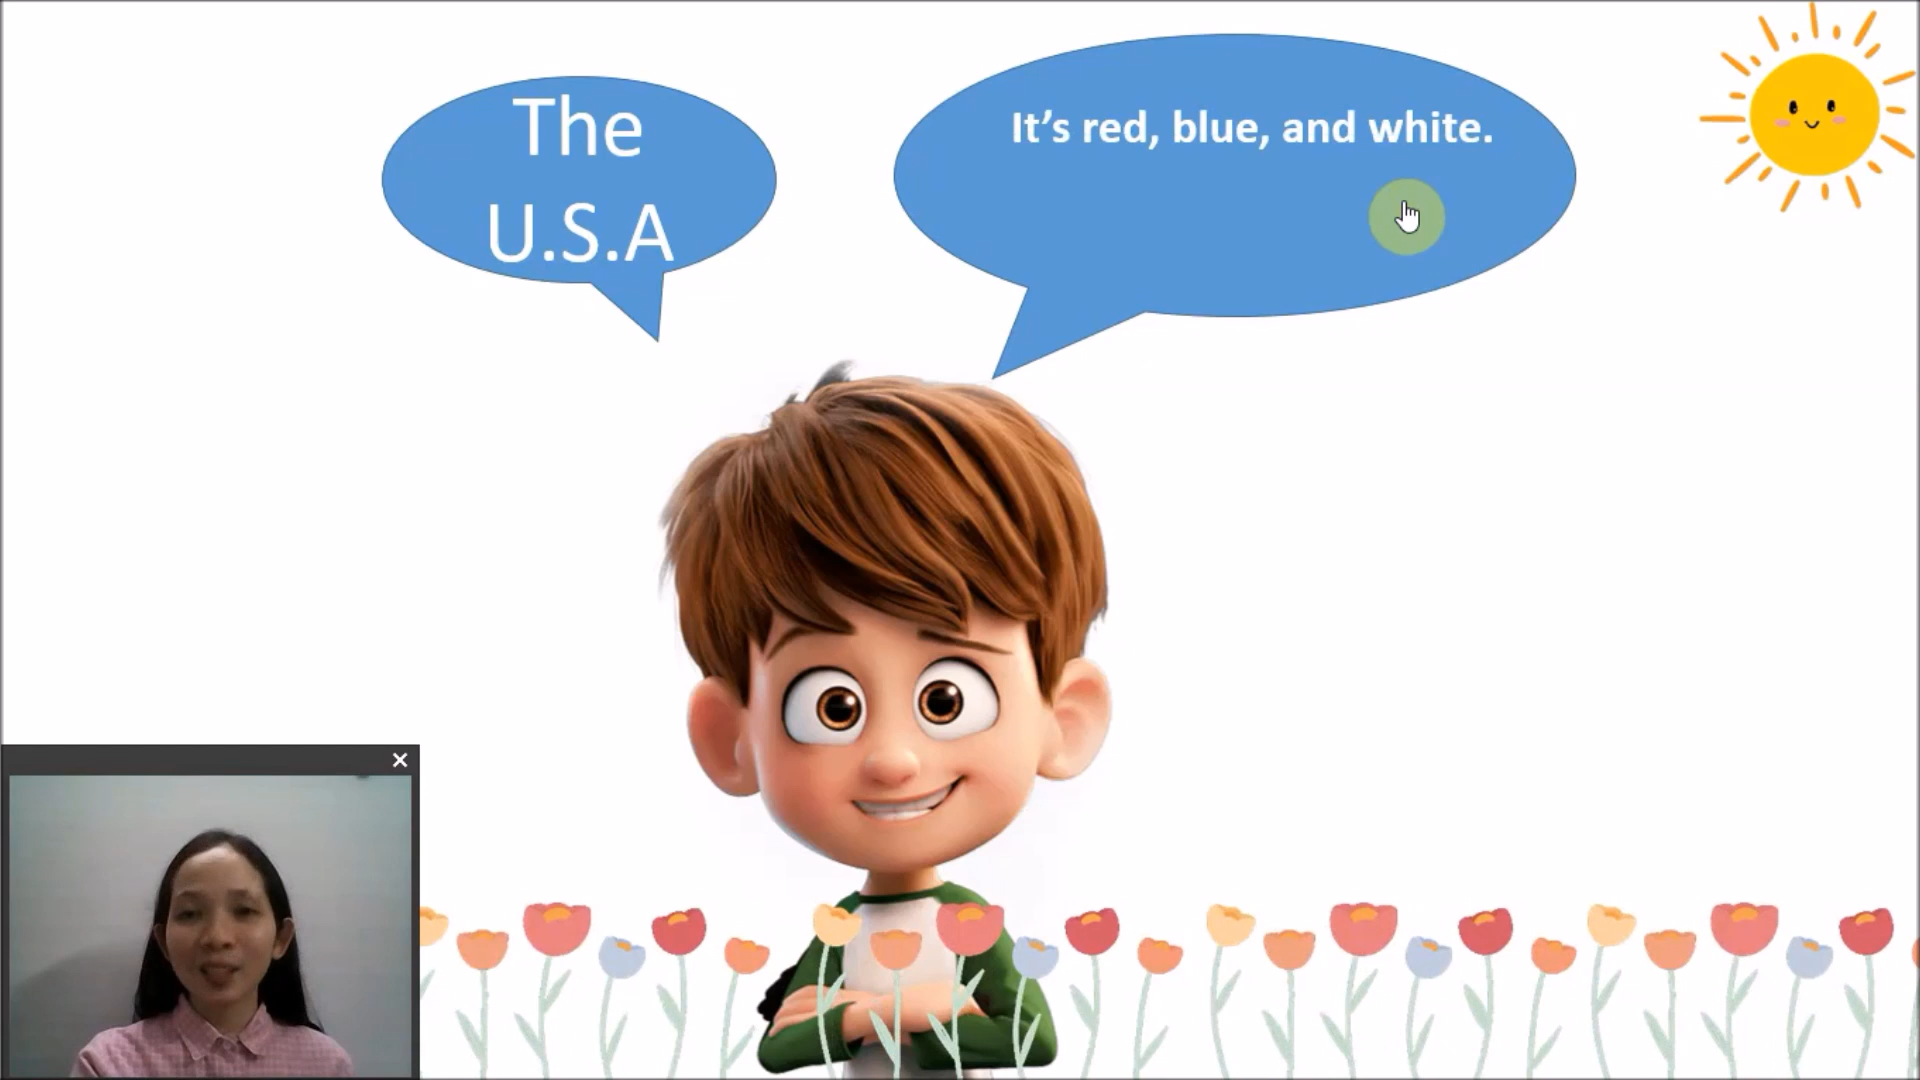 The
U.S.A
It’s red, blue, and white.